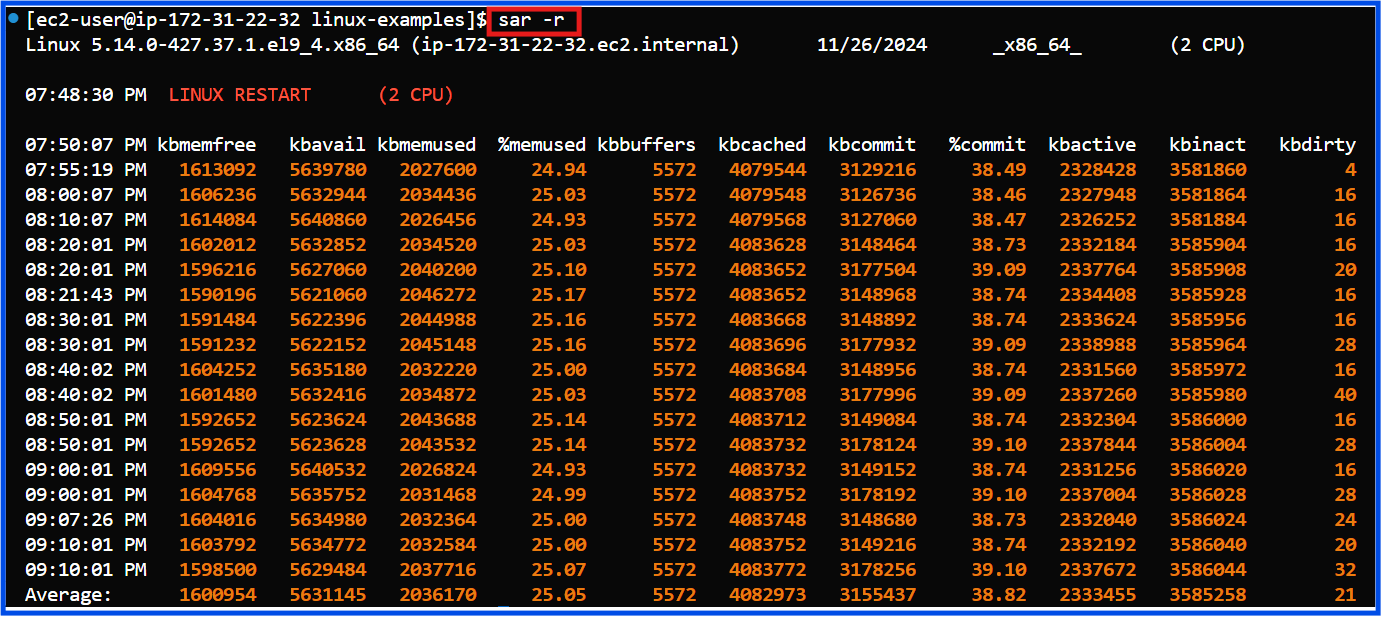 [ec2-user@ip-172-31-22-32 linux-examples]$ sar -r
Linux 5.14.0-427.37.1.el9_4.x86_64 (ip-172-31-22-32.ec2.internal) 11/26/2024 _x86_64_ (2 CPU)
07:48:30 PM LINUX RESTART (2 CPU)
07:50:07 PM kbmemfree kbavail kbmemused %memused kbbuffers kbcached kbcommit %commit kbactive kbinact kbdirty
07:55:19 PM 1613092 5639780 2027600 24.94 5572 4079544 3129216 38.49 2328428 3581860 4
08:00:07 PM 1606236 5632944 2034436 25.03 5572 4079548 3126736 38.46 2327948 3581864 16
08:10:07 PM 1614084 5640860 2026456 24.93 5572 4079568 3127060 38.47 2326252 3581884 16
08:20:01 PM 1602012 5632852 2034520 25.03 5572 4083628 3148464 38.73 2332184 3585904 16
08:20:01 PM 1596216 5627060 2040200 25.10 5572 4083652 3177504 39.09 2337764 3585908 20
08:21:43 PM 1590196 5621060 2046272 25.17 5572 4083652 3148968 38.74 2334408 3585928 16
08:30:01 PM 1591484 5622396 2044988 25.16 5572 4083668 3148892 38.74 2333624 3585956 16
08:30:01 PM 1591232 5622152 2045148 25.16 5572 4083696 3177932 39.09 2338988 3585964 28
08:40:02 PM 1604252 5635180 2032220 25.00 5572 4083684 3148956 38.74 2331560 3585972 16
08:40:02 PM 1601480 5632416 2034872 25.03 5572 4083708 3177996 39.09 2337260 3585980 40
08:50:01 PM 1592652 5623624 2043688 25.14 5572 4083712 3149084 38.74 2332304 3586000 16
08:50:01 PM 1592652 5623628 2043532 25.14 5572 4083732 3178124 39.10 2337844 3586004 28
09:00:01 PM 1609556 5640532 2026824 24.93 5572 4083732 3149152 38.74 2331256 3586020 16
09:00:01 PM 1604768 5635752 2031468 24.99 5572 4083752 3178192 39.10 2337004 3586028 28
09:07:26 PM 1604016 5634980 2032364 25.00 5572 4083748 3148680 38.73 2332040 3586024 24
09:10:01 PM 1603792 5634772 2032584 25.00 5572 4083752 3149216 38.74 2332192 3586040 20
09:10:01 PM 1598500 5629484 2037716 25.07 5572 4083772 3178256 39.10 2337672 3586044 32
Average: 1600954 5631145 2036170 25.05 5572 4082973 3155437 38.82 2333455 3585258 21